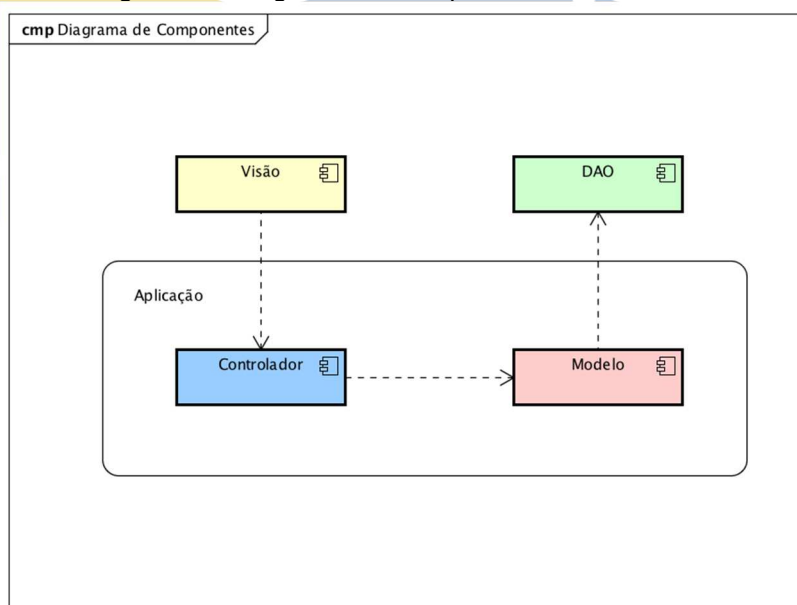 cmp Diagrama de Componentes
Visão
DAO
Aplicação
Controlador
Modelo